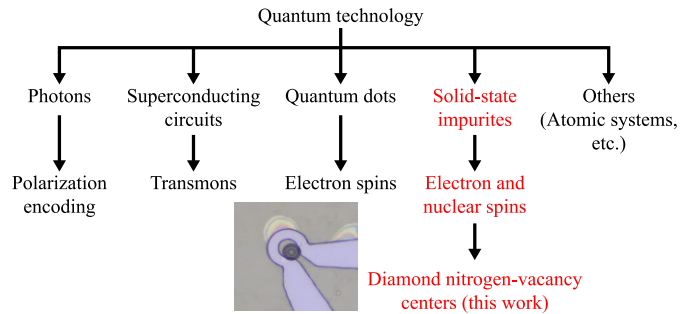 Quantum technology
Photons
Superconducting
circuits
Quantum dots
Solid-state
impurites
Others
(Atomic systems,
etc.)
Polarization
encoding
Transmons
Electron spins
Electron and
nuclear spins
Diamond nitrogen-vacancy
centers (this work)